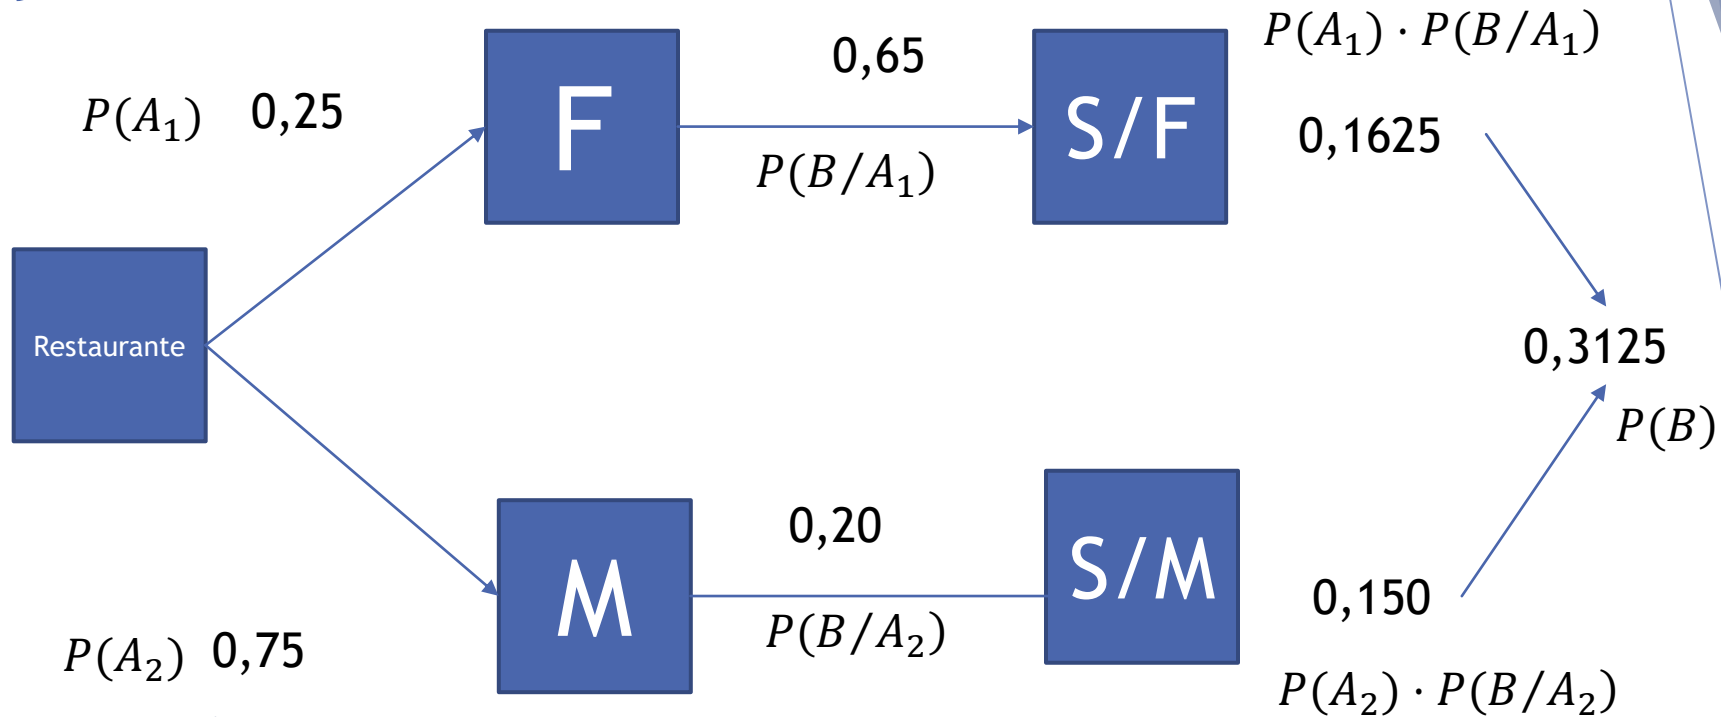 P(A₁) · P(B/A₁)
0,65
P(A₁) 0,25
F
S/F
0,1625
P(B/A₁)
Restaurante
0,3125
P(B)
0,20
M
S/M
0,150
P(B/A₂)
P(A₂) 0,75
P(A₂) · P(B/A₂)